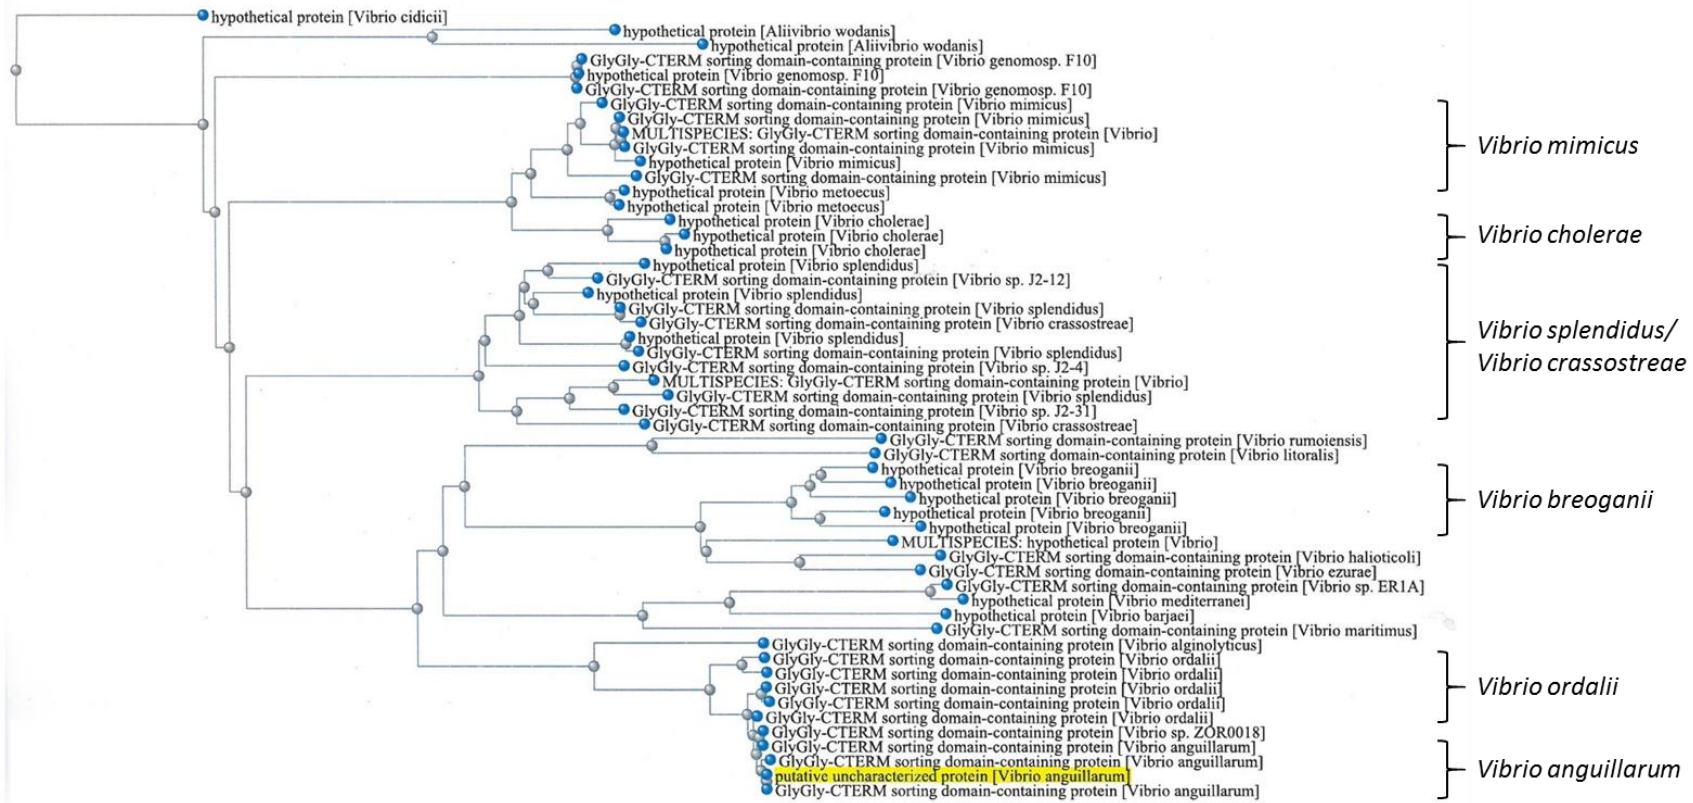 hypothetical protein [Vibrio cidicii]
hypothetical protein [Aliivibrio wodanis]
hypothetical protein [Aliivibrio wodanis]
GlyGly-CTERM sorting domain-containing protein [Vibrio genomosp. F10]
hypothetical protein [Vibrio genomosp. F10]
GlyGly-CTERM sorting domain-containing protein [Vibrio genomosp. F10]
GlyGly-CTERM sorting domain-containing protein [Vibrio mimicus]
GlyGly-CTERM sorting domain-containing protein [Vibrio mimicus]
MULTISPECIES: GlyGly-CTERM sorting domain-containing protein [Vibrio]
GlyGly-CTERM sorting domain-containing protein [Vibrio mimicus]
hypothetical protein [Vibrio mimicus]
GlyGly-CTERM sorting domain-containing protein [Vibrio mimicus]
Vibrio mimicus
hypothetical protein [Vibrio metoecus]
hypothetical protein [Vibrio metoecus]
hypothetical protein [Vibrio cholerae]
hypothetical protein [Vibrio cholerae]
hypothetical protein [Vibrio cholerae]
Vibrio cholerae
hypothetical protein [Vibrio splendidus]
GlyGly-CTERM sorting domain-containing protein [Vibrio sp. J2-12]
hypothetical protein [Vibrio splendidus]
GlyGly-CTERM sorting domain-containing protein [Vibrio splendidus]
GlyGly-CTERM sorting domain-containing protein [Vibrio crassostreae]
hypothetical protein [Vibrio splendidus]
GlyGly-CTERM sorting domain-containing protein [Vibrio splendidus]
GlyGly-CTERM sorting domain-containing protein [Vibrio sp. J2-4]
MULTISPECIES: GlyGly-CTERM sorting domain-containing protein [Vibrio]
GlyGly-CTERM sorting domain-containing protein [Vibrio splendidus]
GlyGly-CTERM sorting domain-containing protein [Vibrio sp. J2-31]
GlyGly-CTERM sorting domain-containing protein [Vibrio crassostreae]
Vibrio splendidus/
Vibrio crassostreae
GlyGly-CTERM sorting domain-containing protein [Vibrio rumoiensis]
GlyGly-CTERM sorting domain-containing protein [Vibrio litoralis]
hypothetical protein [Vibrio breoganii]
hypothetical protein [Vibrio breoganii]
hypothetical protein [Vibrio breoganii]
hypothetical protein [Vibrio breoganii]
hypothetical protein [Vibrio breoganii]
Vibrio breoganii
MULTISPECIES: hypothetical protein [Vibrio]
GlyGly-CTERM sorting domain-containing protein [Vibrio halioticoli]
GlyGly-CTERM sorting domain-containing protein [Vibrio ezurae]
GlyGly-CTERM sorting domain-containing protein [Vibrio sp. ER1A]
hypothetical protein [Vibrio mediterranei]
hypothetical protein [Vibrio barjaei]
GlyGly-CTERM sorting domain-containing protein [Vibrio maritimus]
GlyGly-CTERM sorting domain-containing protein [Vibrio alginolyticus]
GlyGly-CTERM sorting domain-containing protein [Vibrio ordalii]
GlyGly-CTERM sorting domain-containing protein [Vibrio ordalii]
GlyGly-CTERM sorting domain-containing protein [Vibrio ordalii]
GlyGly-CTERM sorting domain-containing protein [Vibrio ordalii]
GlyGly-CTERM sorting domain-containing protein [Vibrio ordalii]
Vibrio ordalii
GlyGly-CTERM sorting domain-containing protein [Vibrio sp. ZOR0018]
GlyGly-CTERM sorting domain-containing protein [Vibrio anguillarum]
GlyGly-CTERM sorting domain-containing protein [Vibrio anguillarum]
putative uncharacterized protein [Vibrio anguillarum]
GlyGly-CTERM sorting domain-containing protein [Vibrio anguillarum]
Vibrio anguillarum